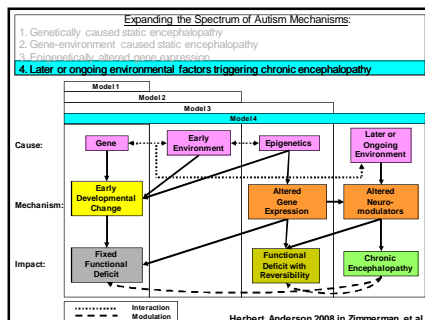 Expanding the Spectrum of Autism Mechanisms:
1. Genetically caused static encephalopathy
2. Gene-environment caused static encephalopathy
3. Epigenetically altered gene expression
4. Later or ongoing environmental factors triggering chronic encephalopathy
Model 1
Model 2
Model 3
Model 4
Cause:
Gene
Early
Environment
Epigenetics
Later or
Ongoing
Environment
Mechanism:
Early
Developmental
Change
Altered
Gene
Expression
Altered
Neuro-
modulators
Impact:
Fixed
Functional
Deficit
Functional
Deficit with
Reversibility
Chronic
Encephalopathy
Interaction
Modulation
Herbert, Anderson 2008 in Zimmerman, et al